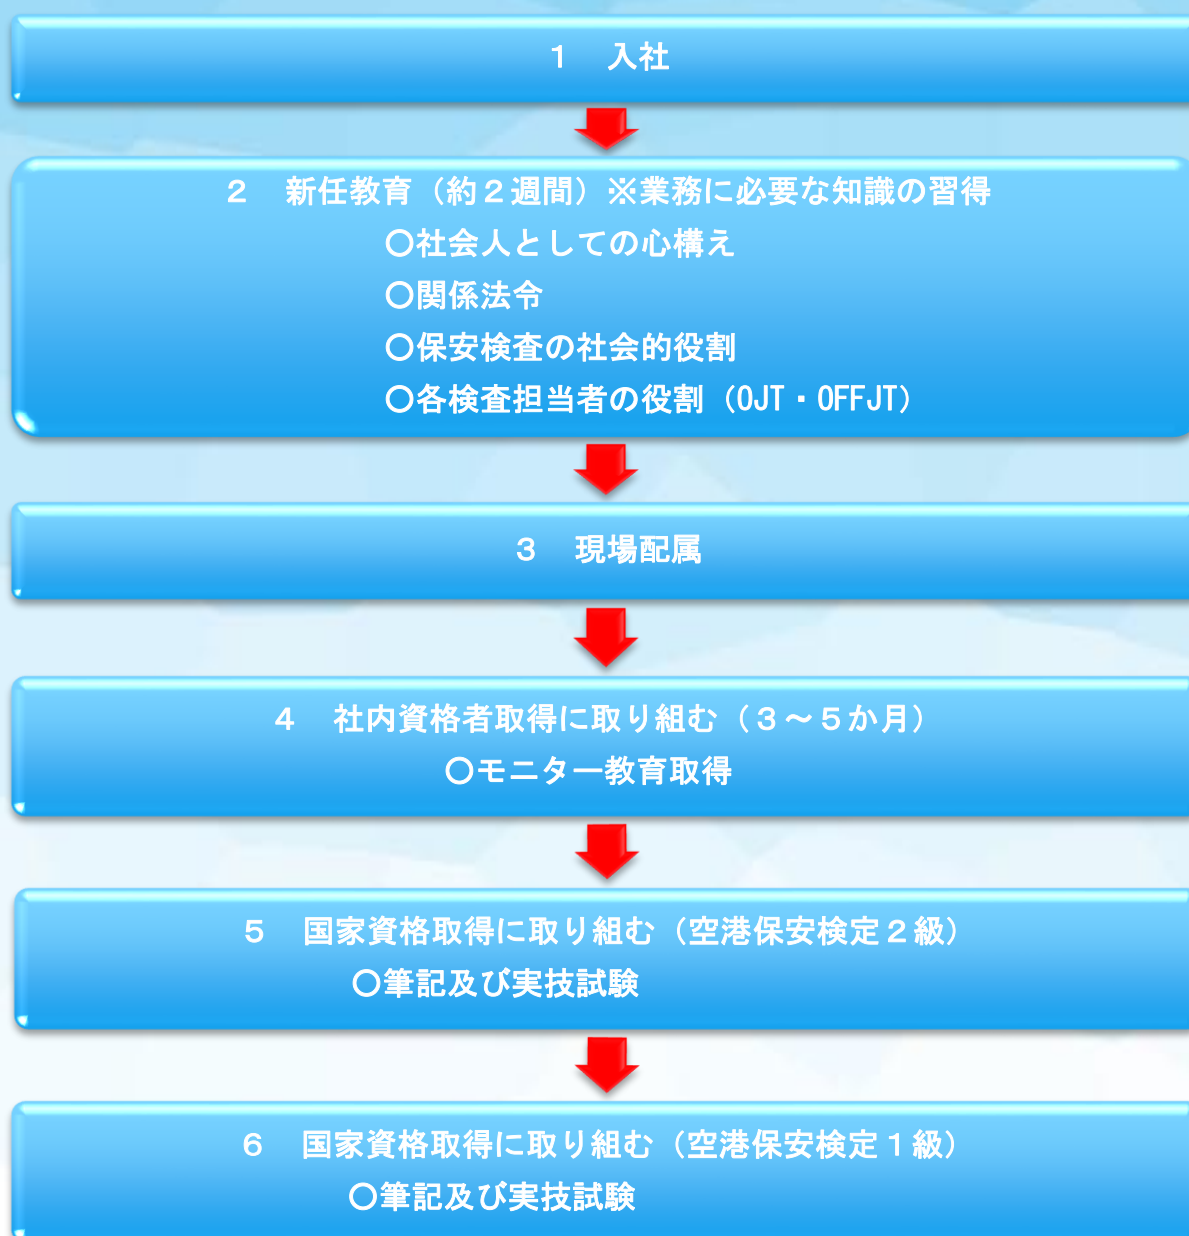 1　入社
２　新任教育（約２週間）※業務に必要な知識の習得
〇社会人としての心構え
〇関係法令
〇保安検査の社会的役割
〇各検査担当者の役割（OJT・OFFJT）
３　現場配属
４　社内資格者取得に取り組む（３～５か月）
〇モニター教育取得
５　国家資格取得に取り組む（空港保安検定２級）
〇筆記及び実技試験
６　国家資格取得に取り組む（空港保安検定１級）
〇筆記及び実技試験